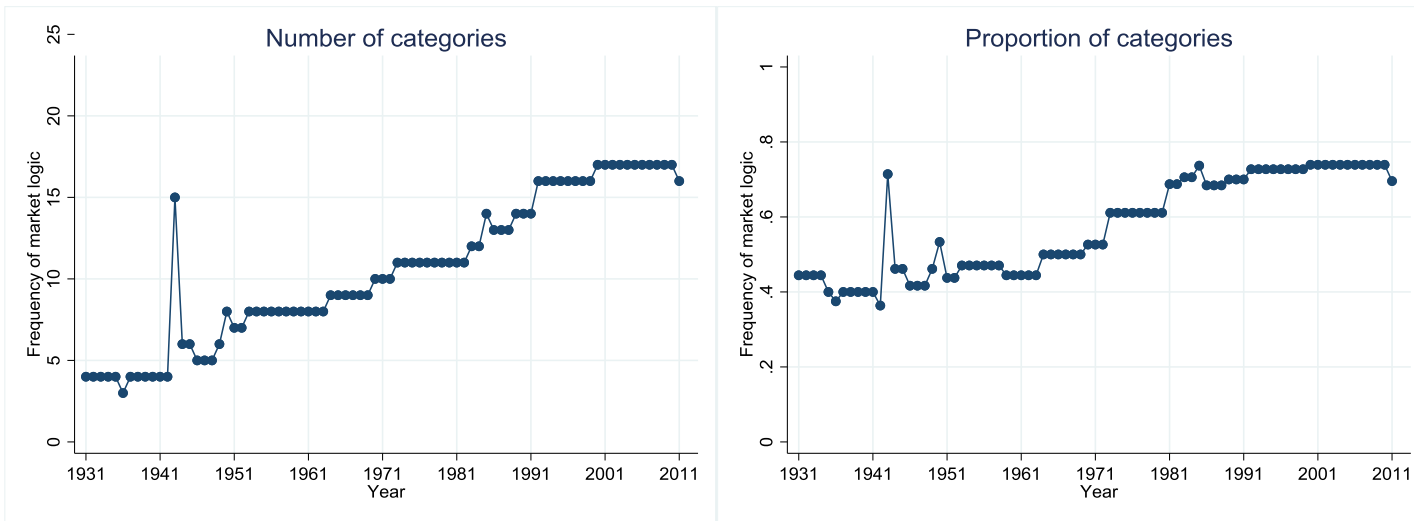 Number of categories
Frequency of market logic
25
20
15
10
5
0
1931 1941 1951 1961 1971 1981 1991 2001 2011
Year
Proportion of categories
Frequency of market logic
1
.8
.6
.4
.2
0
1931 1941 1951 1961 1971 1981 1991 2001 2011
Year